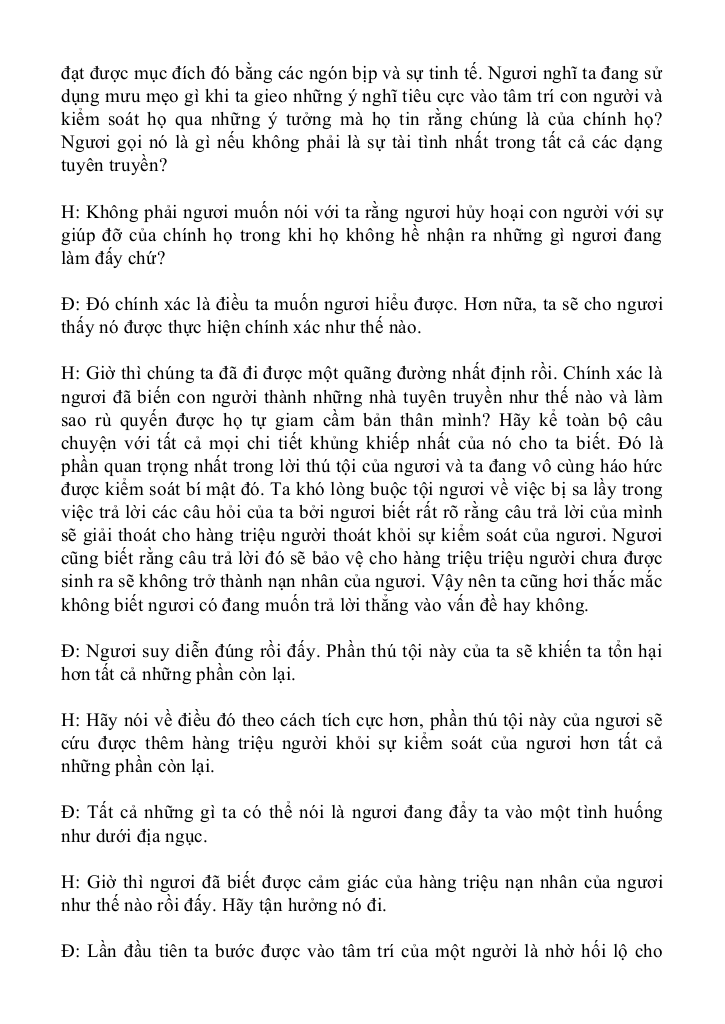 đạt được mục đích đó bằng các ngón bịp và sự tinh tế. Ngươi nghĩ ta đang sử
dụng mưu mẹo gì khi ta gieo những ý nghĩ tiêu cực vào tâm trí con người và
kiểm soát họ qua những ý tưởng mà họ tin rằng chúng là của chính họ?
Ngươi gọi nó là gì nếu không phải là sự tài tình nhất trong tất cả các dạng
tuyên truyền?
H: Không phải ngươi muốn nói với ta rằng ngươi hủy hoại con người với sự
giúp đỡ của chính họ trong khi họ không hề nhận ra những gì ngươi đang
làm đấy chứ?
Đ: Đó chính xác là điều ta muốn ngươi hiểu được. Hơn nữa, ta sẽ cho ngươi
thấy nó được thực hiện chính xác như thế nào.
H: Giờ thì chúng ta đã đi được một quãng đường nhất định rồi. Chính xác là
ngươi đã biến con người thành những nhà tuyên truyền như thế nào và làm
sao rù quyến được họ tự giam cầm bản thân mình? Hãy kể toàn bộ câu
chuyện với tất cả mọi chi tiết khủng khiếp nhất của nó cho ta biết. Đó là
phần quan trọng nhất trong lời thú tội của ngươi và ta đang vô cùng háo hức
được kiểm soát bí mật đó. Ta khó lòng buộc tội ngươi về việc bị sa lầy trong
việc trả lời các câu hỏi của ta bởi ngươi biết rất rõ rằng câu trả lời của mình
sẽ giải thoát cho hàng triệu người thoát khỏi sự kiểm soát của ngươi. Ngươi
cũng biết rằng câu trả lời đó sẽ bảo vệ cho hàng triệu triệu người chưa được
sinh ra sẽ không trở thành nạn nhân của ngươi. Vậy nên ta cũng hơi thắc mắc
không biết ngươi có đang muốn trả lời thẳng vào vấn đề hay không.
Đ: Ngươi suy diễn đúng rồi đấy. Phần thú tội này của ta sẽ khiến ta tổn hại
hơn tất cả những phần còn lại.
H: Hãy nói về điều đó theo cách tích cực hơn, phần thú tội này của ngươi sẽ
cứu được thêm hàng triệu người khỏi sự kiểm soát của ngươi hơn tất cả
những phần còn lại.
Đ: Tất cả những gì ta có thể nói là ngươi đang đẩy ta vào một tình huống
như dưới địa ngục.
H: Giờ thì ngươi đã biết được cảm giác của hàng triệu nạn nhân của ngươi
như thế nào rồi đấy. Hãy tận hưởng nó đi.
Đ: Lần đầu tiên ta bước được vào tâm trí của một người là nhờ hối lộ cho